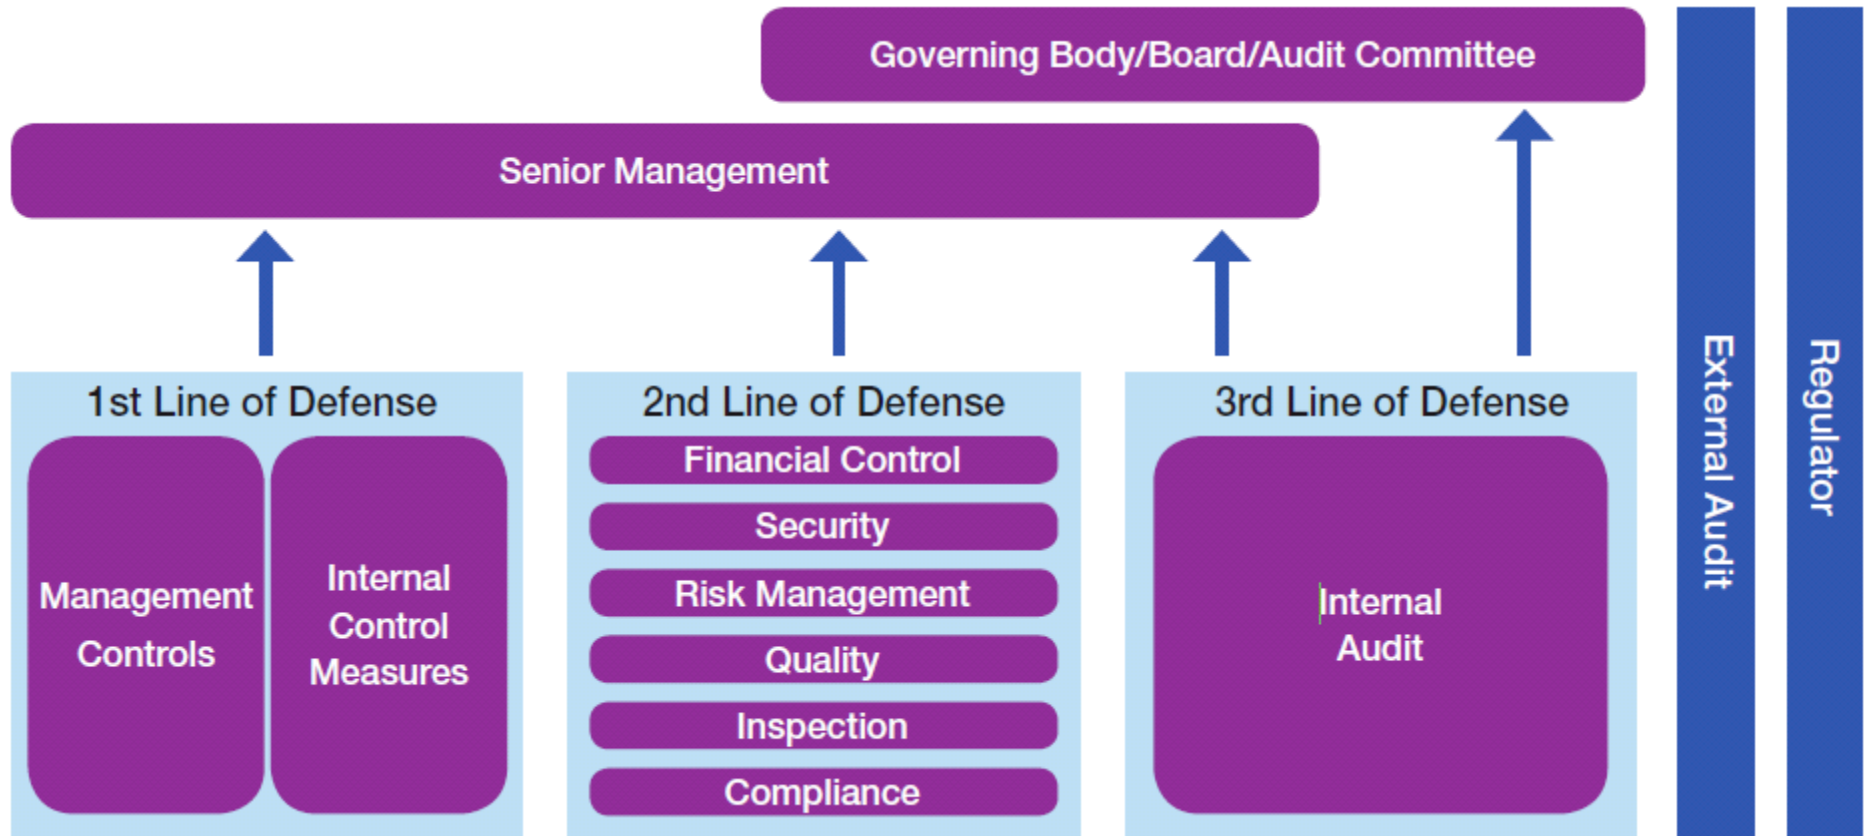 Governing Body/Board/Audit Committee
Senior Management
1st Line of Defense
Management
Controls
Internal
Control
Measures
2nd Line of Defense
Financial Control
Security
Risk Management
Quality
Inspection
Compliance
3rd Line of Defense
Internal
Audit
External Audit
Regulator